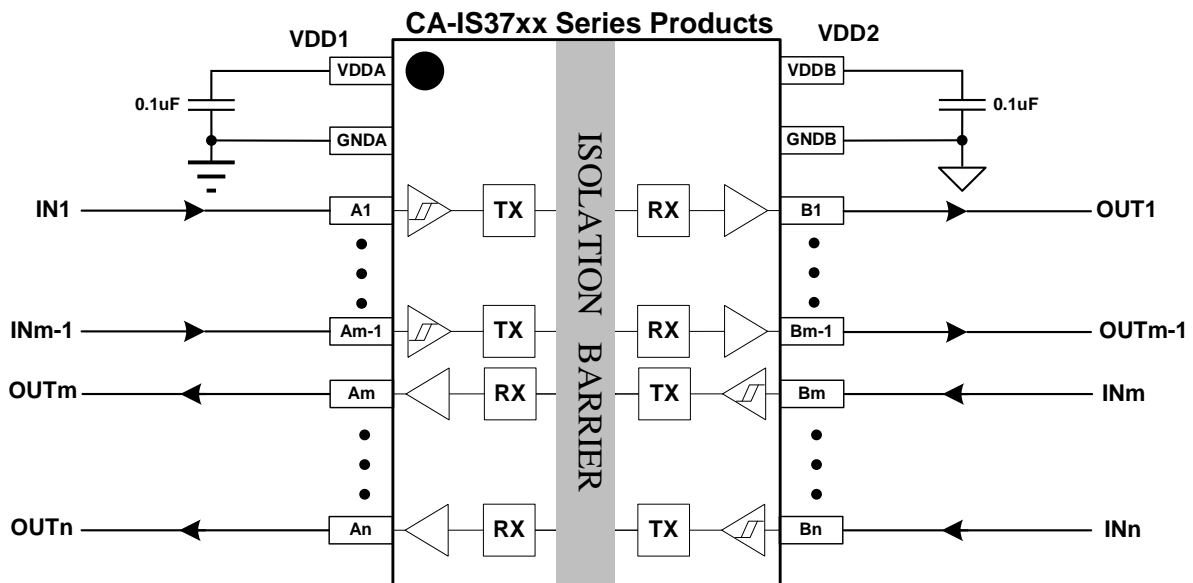 CA-IS37xx Series Products
VDD1
VDD2
VDDA
VDDB
0.1uF
0.1uF
GNDA
GNDB
ISOLATION BARRIER
IN1
A1
TX
RX
B1
OUT1
INm-1
Am-1
TX
RX
Bm-1
OUTm-1
OUTm
Am
RX
TX
Bm
INm
OUTn
An
RX
TX
Bn
INn